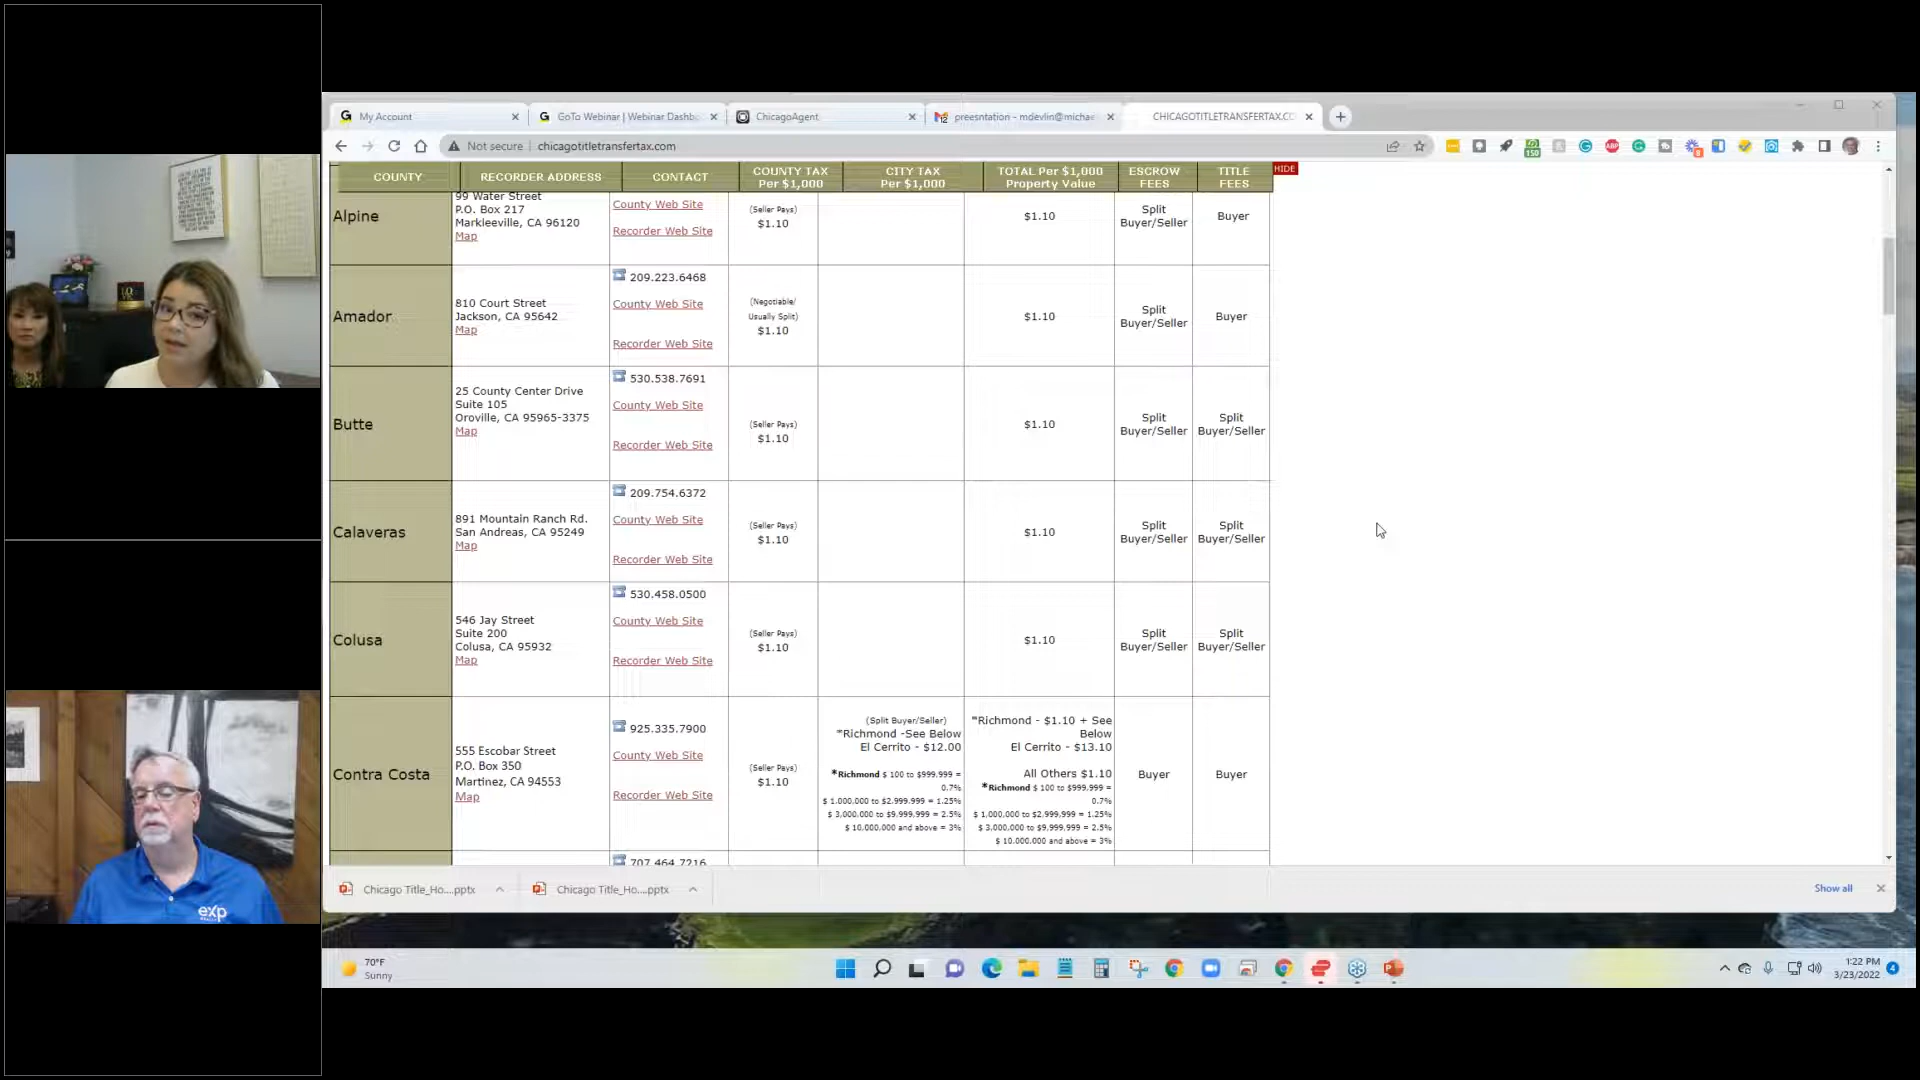 My Account
GoTo Webinar | Webinar Dashb
ChicagoAgent
preesntation - mdevlin@michae
CHICAGOTITLETRANSFERTAX.CO
Not secure
chicagotitletransfertax.com
COUNTY
RECORDER ADDRESS
CONTACT
COUNTY TAX
Per $1,000
CITY TAX
Per $1,000
TOTAL Per $1,000
Property Value
ESCROW
FEES
TITLE
FEES
HIDE
Alpine
99 Water Street
P.O. Box 217
Markleeville, CA 96120
Map
County Web Site
Recorder Web Site
(Seller Pays)
$1.10
$1.10
Split
Buyer/Seller
Buyer
Amador
810 Court Street
Jackson, CA 95642
Map
209.223.6468
County Web Site
Recorder Web Site
(Negotiable/
Usually Split)
$1.10
$1.10
Split
Buyer/Seller
Buyer
Butte
25 County Center Drive
Suite 105
Oroville, CA 95965-3375
Map
530.538.7691
County Web Site
Recorder Web Site
(Seller Pays)
$1.10
$1.10
Split
Buyer/Seller
Split
Buyer/Seller
Calaveras
891 Mountain Ranch Rd.
San Andreas, CA 95249
Map
209.754.6372
County Web Site
Recorder Web Site
(Seller Pays)
$1.10
$1.10
Split
Buyer/Seller
Split
Buyer/Seller
Colusa
546 Jay Street
Suite 200
Colusa, CA 95932
Map
530.458.0500
County Web Site
Recorder Web Site
(Seller Pays)
$1.10
$1.10
Split
Buyer/Seller
Split
Buyer/Seller
Contra Costa
555 Escobar Street
P.O. Box 350
Martinez, CA 94553
Map
925.335.7900
County Web Site
Recorder Web Site
(Seller Pays)
$1.10
(Split Buyer/Seller)
*Richmond -See Below
El Cerrito - $12.00
*Richmond $ 100 to $999.999 =
0.7%
$ 1.000.000 to $2.999.999 = 1.25%
$ 3,000,000 to $9.999.999 = 2.5%
$ 10.000.000 and above = 3%
*Richmond - $1.10 + See
Below
El Cerrito - $13.10
All Others $1.10
*Richmond $ 100 to $999.999 =
0.7%
$ 1,000,000 to $2.999.999 = 1.25%
$ 3,000,000 to $9.999.999 = 2.5%
$ 10.000.000 and above = 3%
Buyer
Buyer
707.464.7216
Chicago Title_Ho....pptx
Chicago Title_Ho....pptx
Show all
70°F
Sunny
1:22 PM
3/23/2022
4
exp